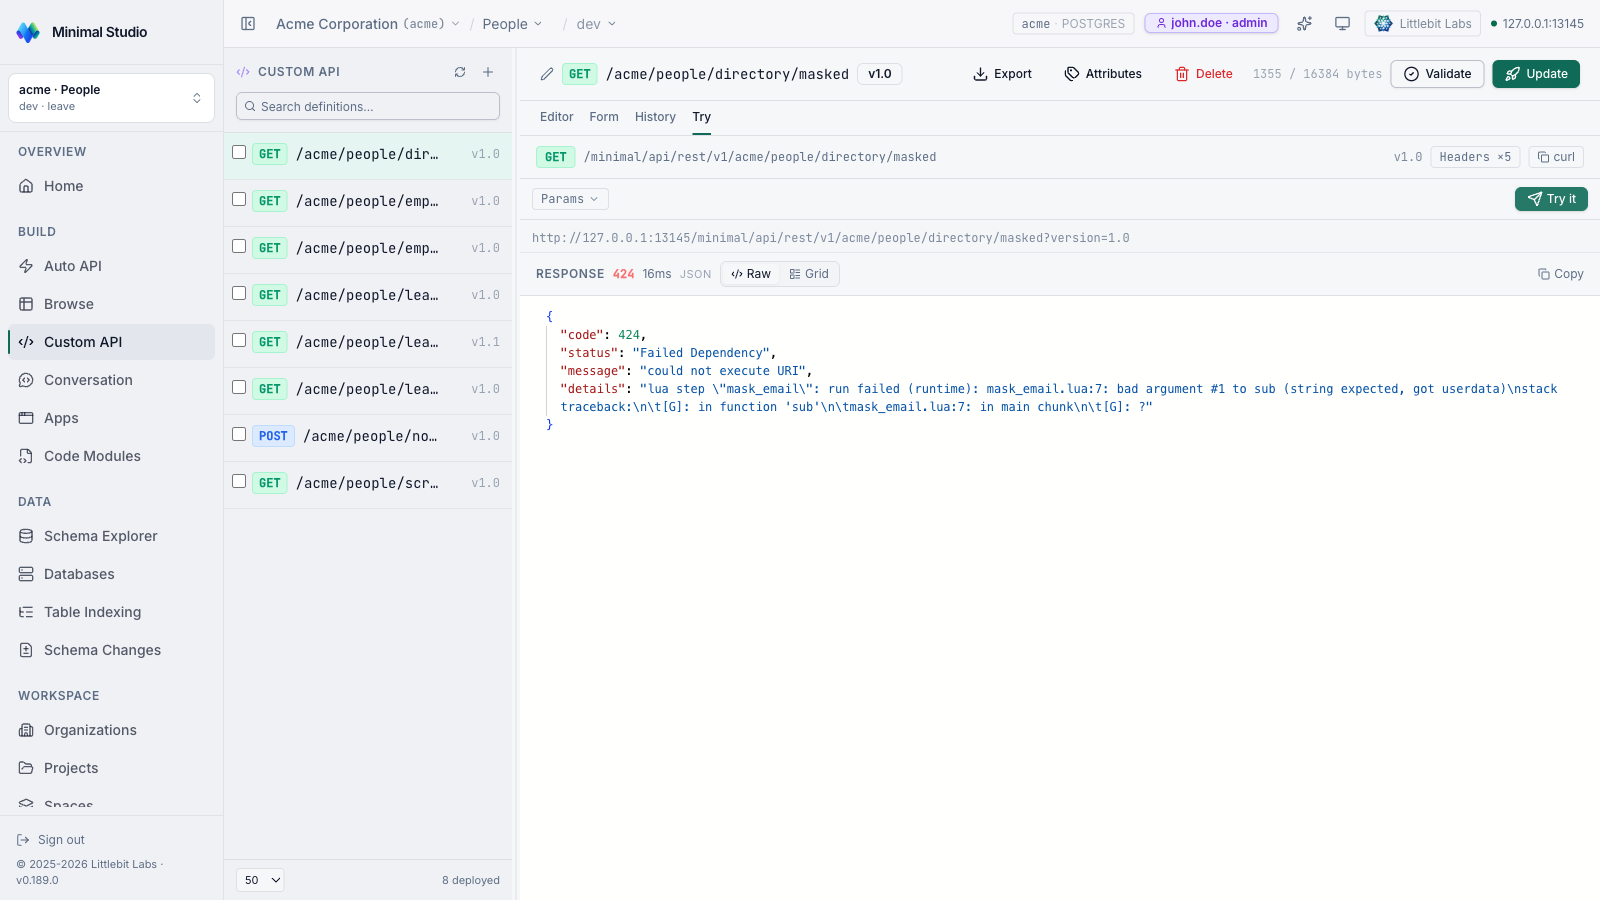 Minimal Studio
acme · People
dev · leave
OVERVIEW
Home
BUILD
Auto API
Browse
Custom API
Conversation
Apps
Code Modules
DATA
Schema Explorer
Databases
Table Indexing
Schema Changes
WORKSPACE
Organizations
Projects
Spaces
Sign out
© 2025-2026 Littlebit Labs ·
v0.189.0
Acme Corporation (acme) / People / dev
acme · POSTGRES
john.doe · admin
Littlebit Labs
127.0.0.1:13145
CUSTOM API
Search definitions...
GET /acme/people/dir… v1.0
GET /acme/people/emp… v1.0
GET /acme/people/emp… v1.0
GET /acme/people/lea… v1.0
GET /acme/people/lea… v1.1
GET /acme/people/lea… v1.0
POST /acme/people/no… v1.0
GET /acme/people/scr… v1.0
50
8 deployed
GET /acme/people/directory/masked v1.0
Export
Attributes
Delete
1355 / 16384 bytes
Validate
Update
Editor Form History Try
GET /minimal/api/rest/v1/acme/people/directory/masked
v1.0 Headers ×5 curl
Params
Try it
http://127.0.0.1:13145/minimal/api/rest/v1/acme/people/directory/masked?version=1.0
RESPONSE 424 16ms JSON Raw Grid
Copy
{
"code": 424,
"status": "Failed Dependency",
"message": "could not execute URI",
"details": "lua step \"mask_email\": run failed (runtime): mask_email.lua:7: bad argument #1 to sub (string expected, got userdata)\nstack
traceback:\n\t[G]: in function 'sub'\n\tmask_email.lua:7: in main chunk\n\t[G]: ?"
}